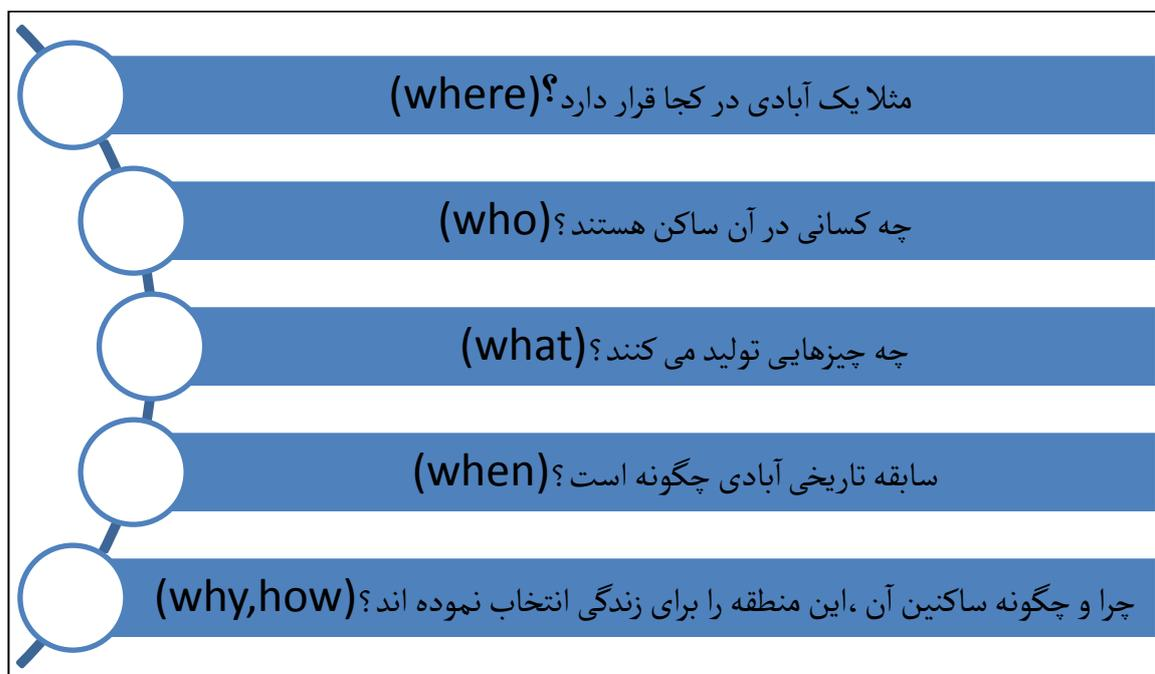 مثلا یک آبادی در کجا قرار دارد؟(where)
چه کسانی در آن ساکن هستند؟(who)
چه چیزهایی تولید می کنند؟(what)
سابقه تاریخی آبادی چگونه است؟(when)
چرا و چگونه ساکنین آن ،این منطقه را برای زندگی انتخاب نموده اند؟(why,how)